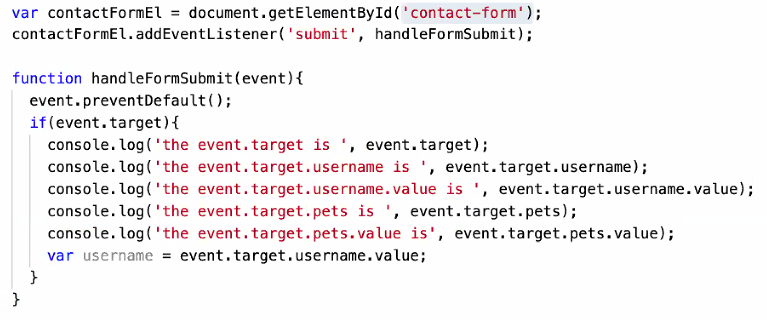 var contactFormEl = document.getElementById('contact-form');
contactFormEl.addEventListener('submit', handleFormSubmit);

function handleFormSubmit(event){
  event.preventDefault();
  if(event.target){
    console.log('the event.target is ', event.target);
    console.log('the event.target.username is ', event.target.username);
    console.log('the event.target.username.value is ', event.target.username.value);
    console.log('the event.target.pets is ', event.target.pets);
    console.log('the event.target.pets.value is', event.target.pets.value);
    var username = event.target.username.value;
  }
}